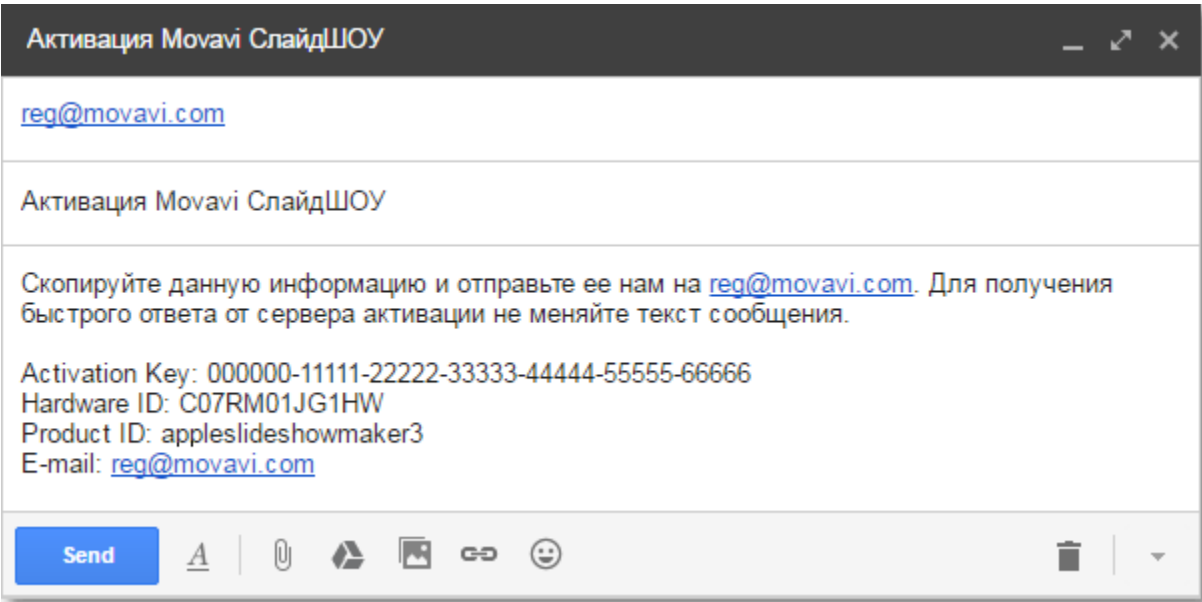 Активация Movavi СлайдШОУ
reg@movavi.com
Активация Movavi СлайдШОУ
Скопируйте данную информацию и отправьте ее нам на reg@movavi.com. Для получения
быстрого ответа от сервера активации не меняйте текст сообщения.
Activation Key: 000000-11111-22222-33333-44444-55555-66666
Hardware ID: C07RM01JG1HW
Product ID: appleslideshowmaker3
E-mail: reg@movavi.com
Send A